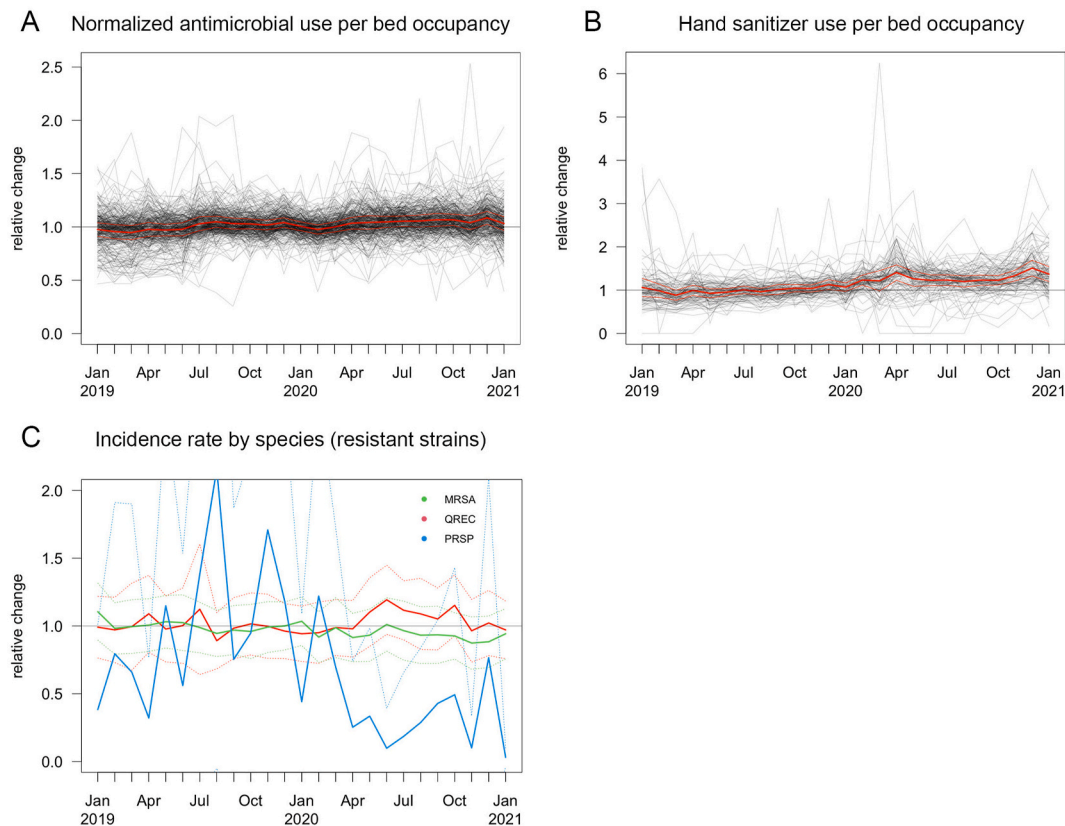 A Normalized antimicrobial use per bed occupancy
relative change
2.5
2.0
1.5
1.0
0.5
0.0
Jan Apr Jul Oct Jan Apr Jul Oct Jan
2019 2020 2021
B Hand sanitizer use per bed occupancy
relative change
6
5
4
3
2
1
0
Jan Apr Jul Oct Jan Apr Jul Oct Jan
2019 2020 2021
C Incidence rate by species (resistant strains)
relative change
2.0
1.5
1.0
0.5
0.0
MRSA
QREC
PRSP
Jan Apr Jul Oct Jan Apr Jul Oct Jan
2019 2020 2021